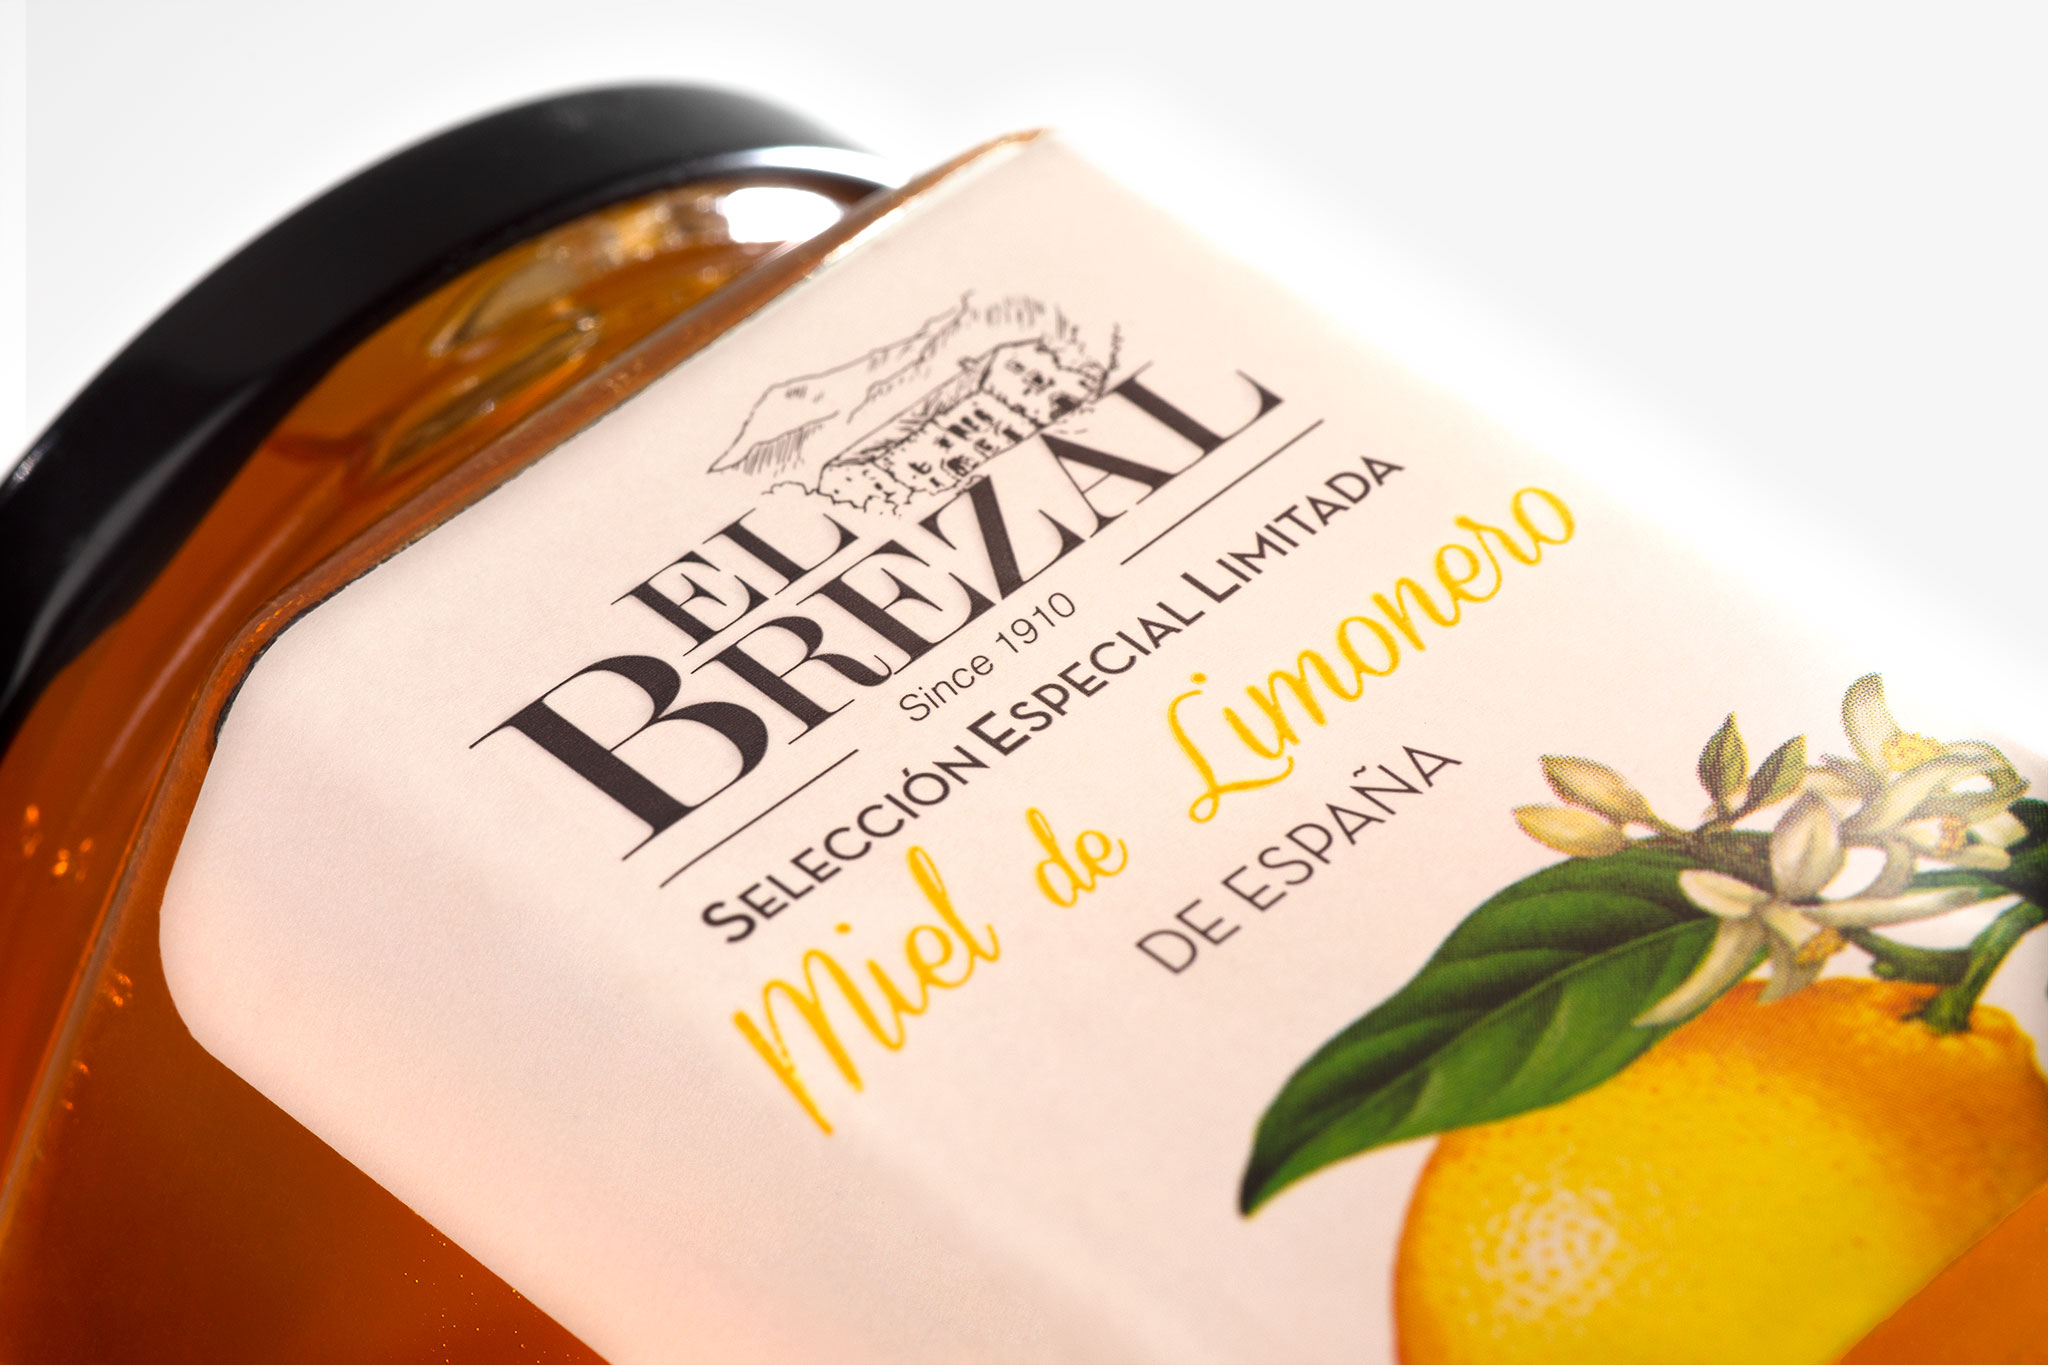 EL
BREZAL
Since 1910
SELECCIÓN ESPECIAL LIMITADA
Miel de Limonero
DE ESPAÑA